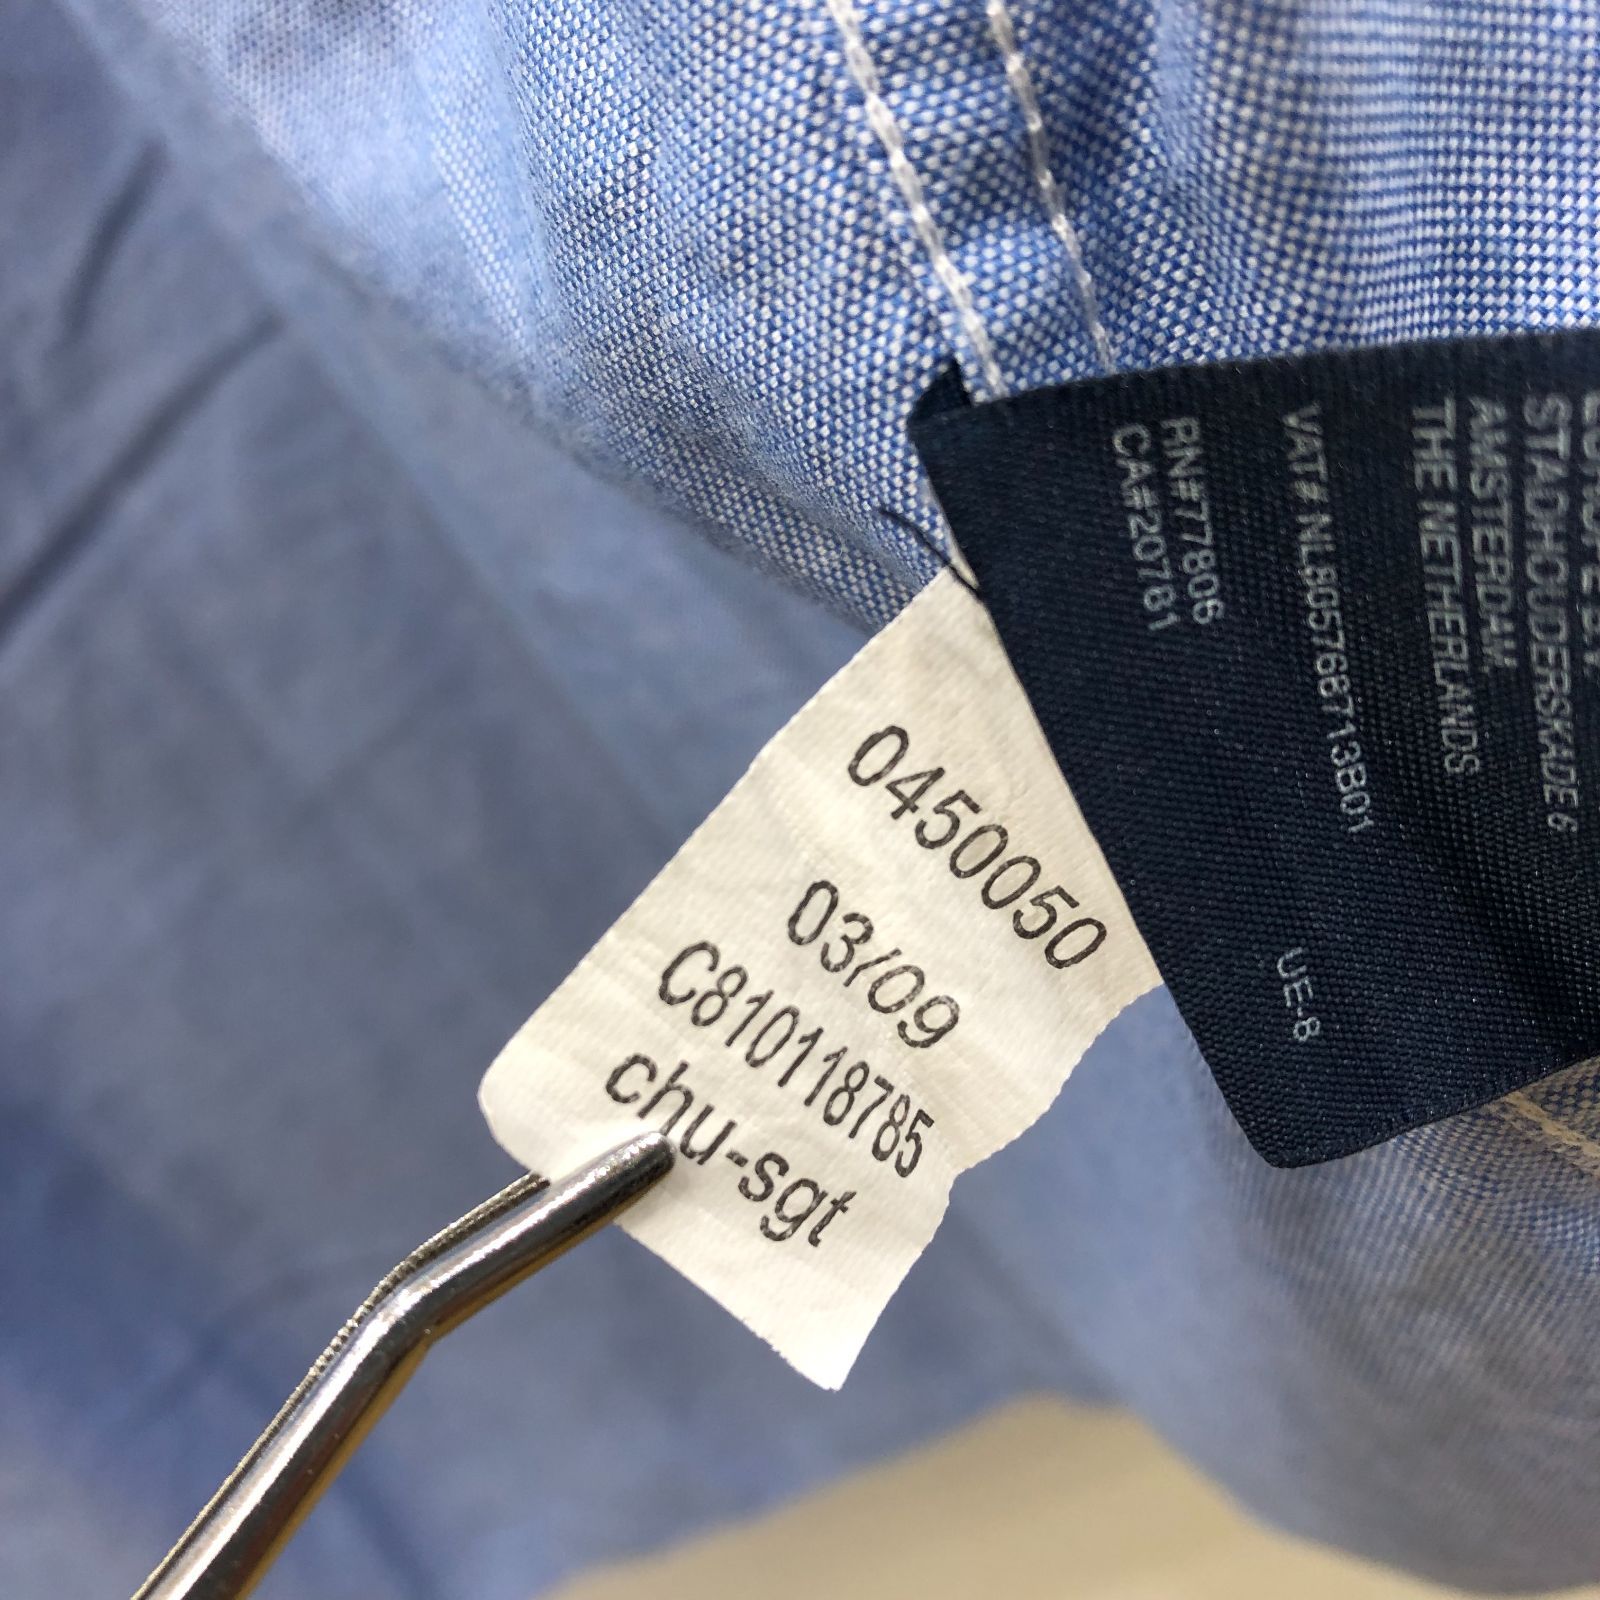 STADHOUDERSKADE 6
AMSTERDAM,
THE NETHERLANDS
VAT# NL805768713B01
UE-8
RN#77806
CA#20781
0450050
03/09
C810118785
chu-sgt